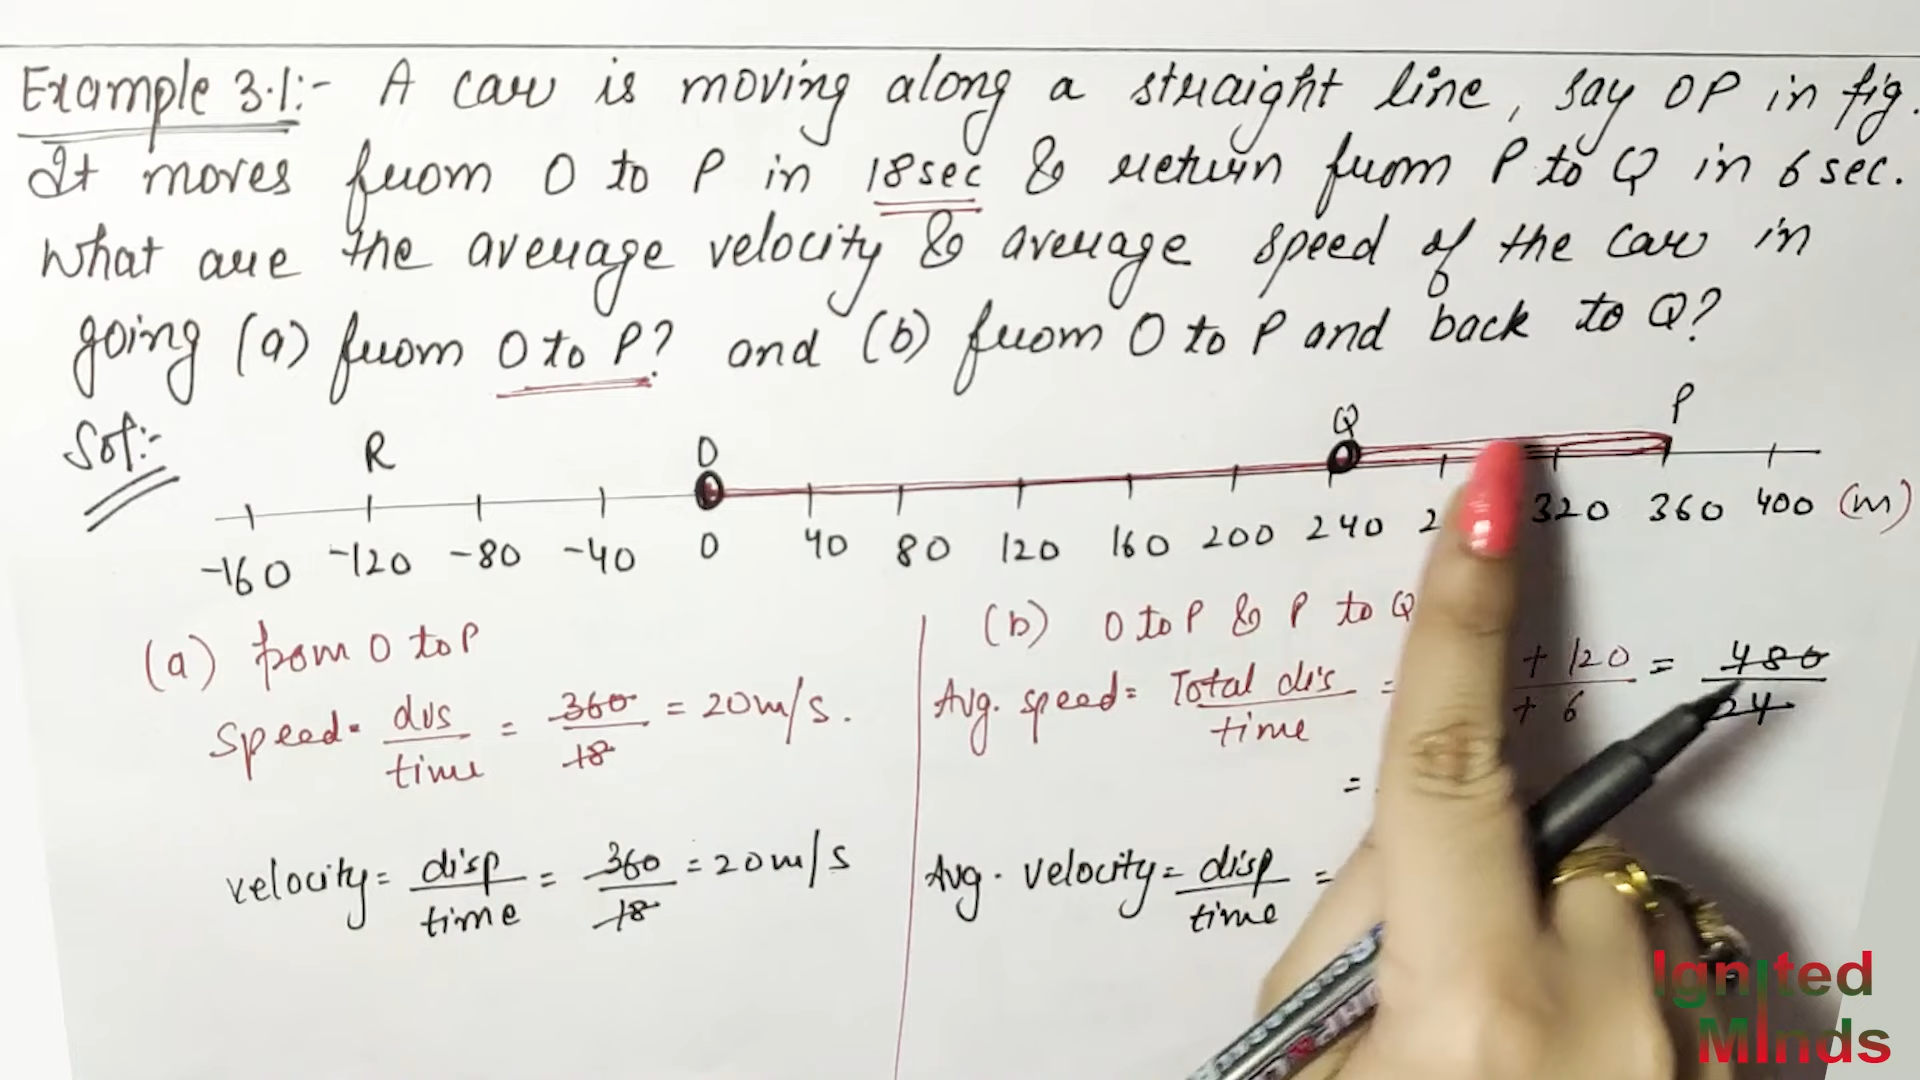 Example 3.1:- A car is moving along a straight line, say OP in fig.
It moves from O to P in 18sec & return from P to Q in 6 sec.
What are the average velocity & average speed of the car in
going (a) from O to P? and (b) from O to P and back to Q?
Sol:-
R O Q P
-160 -120 -80 -40 0 40 80 120 160 200 240 2 320 360 400 (m)
(a) from O to P
Speed = dis/time = 360/18 = 20m/s.
velocity = disp/time = 360/18 = 20m/s
(b) O to P & P to Q
Avg. speed = Total dis/time = + 120/+ 6 = 480/24
=
Avg. velocity = disp/time =
Ignited
Minds